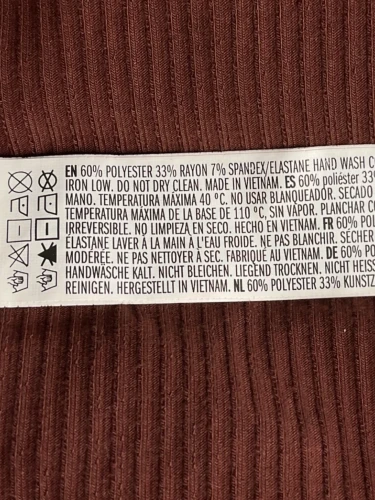 EN 60% POLYESTER 33% RAYON 7% SPANDEX/ELASTANE HAND WASH
IRON LOW. DO NOT DRY CLEAN. MADE IN VIETNAM. ES 60% poliéster 33%
MANO. TEMPERATURA MÁXIMA 40 ºC. NO USAR BLANQUEADOR. SECADO
TEMPERATURA MÁXIMA DE LA BASE DE 110 ºC, SIN VAPOR. PLANCHAR
IRREVERSIBLE. NO LIMPIEZA EN SECO. HECHO EN VIETNAM. FR 60%
ÉLASTANE LAVER À LA MAIN À L'EAU FROIDE. NE PAS BLANCHIR. SÉCHER
MODÉRÉE. NE PAS NETTOYER À SEC. FABRIQUÉ AU VIETNAM. DE 60%
HANDWÄSCHE KALT. NICHT BLEICHEN. LIEGEND TROCKNEN. NICHT HEISS
REINIGEN. HERGESTELLT IN VIETNAM. NL 60% POLYESTER 33%